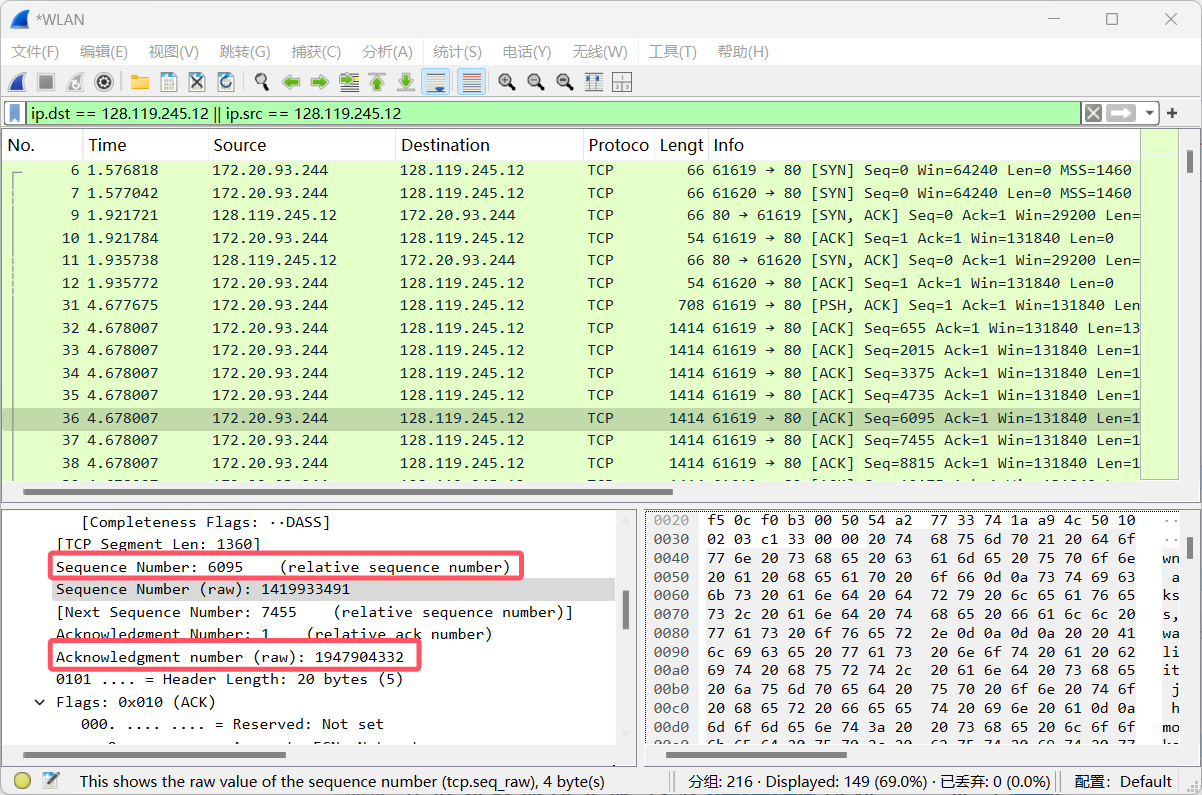 *WLAN
文件(F) 编辑(E) 视图(V) 跳转(G) 捕获(C) 分析(A) 统计(S) 电话(Y) 无线(W) 工具(T) 帮助(H)
ip.dst == 128.119.245.12 || ip.src == 128.119.245.12
No. Time Source Destination Protoco Lengt Info
6 1.576818 172.20.93.244 128.119.245.12 TCP 66 61619 → 80 [SYN] Seq=0 Win=64240 Len=0 MSS=1460
7 1.577042 172.20.93.244 128.119.245.12 TCP 66 61620 → 80 [SYN] Seq=0 Win=64240 Len=0 MSS=1460
9 1.921721 128.119.245.12 172.20.93.244 TCP 66 80 → 61619 [SYN, ACK] Seq=0 Ack=1 Win=29200 Len=
10 1.921784 172.20.93.244 128.119.245.12 TCP 54 61619 → 80 [ACK] Seq=1 Ack=1 Win=131840 Len=0
11 1.935738 128.119.245.12 172.20.93.244 TCP 66 80 → 61620 [SYN, ACK] Seq=0 Ack=1 Win=29200 Len=
12 1.935772 172.20.93.244 128.119.245.12 TCP 54 61620 → 80 [ACK] Seq=1 Ack=1 Win=131840 Len=0
31 4.677675 172.20.93.244 128.119.245.12 TCP 708 61619 → 80 [PSH, ACK] Seq=1 Ack=1 Win=131840 Len
32 4.678007 172.20.93.244 128.119.245.12 TCP 1414 61619 → 80 [ACK] Seq=655 Ack=1 Win=131840 Len=13
33 4.678007 172.20.93.244 128.119.245.12 TCP 1414 61619 → 80 [ACK] Seq=2015 Ack=1 Win=131840 Len=1
34 4.678007 172.20.93.244 128.119.245.12 TCP 1414 61619 → 80 [ACK] Seq=3375 Ack=1 Win=131840 Len=1
35 4.678007 172.20.93.244 128.119.245.12 TCP 1414 61619 → 80 [ACK] Seq=4735 Ack=1 Win=131840 Len=1
36 4.678007 172.20.93.244 128.119.245.12 TCP 1414 61619 → 80 [ACK] Seq=6095 Ack=1 Win=131840 Len=1
37 4.678007 172.20.93.244 128.119.245.12 TCP 1414 61619 → 80 [ACK] Seq=7455 Ack=1 Win=131840 Len=1
38 4.678007 172.20.93.244 128.119.245.12 TCP 1414 61619 → 80 [ACK] Seq=8815 Ack=1 Win=131840 Len=1
[Completeness Flags: ··DASS]
[TCP Segment Len: 1360]
Sequence Number: 6095 (relative sequence number)
Sequence Number (raw): 1419933491
[Next Sequence Number: 7455 (relative sequence number)]
Acknowledgment Number: 1 (relative ack number)
Acknowledgment number (raw): 1947904332
0101 .... = Header Length: 20 bytes (5)
Flags: 0x010 (ACK)
000. .... .... = Reserved: Not set
0020 f5 0c f0 b3 00 50 54 a2 77 33 74 1a a9 4c 50 10 ··
0030 02 03 c1 33 00 00 20 74 68 75 6d 70 21 20 64 6f ··
0040 77 6e 20 73 68 65 20 63 61 6d 65 20 75 70 6f 6e wn
0050 20 61 20 68 65 61 70 20 6f 66 0d 0a 73 74 69 63 a
0060 6b 73 20 61 6e 64 20 64 72 79 20 6c 65 61 76 65 ks
0070 73 2c 20 61 6e 64 20 74 68 65 20 66 61 6c 6c 20 s,
0080 77 61 73 20 6f 76 65 72 2e 0d 0a 0d 0a 20 20 41 wa
0090 6c 69 63 65 20 77 61 73 20 6e 6f 74 20 61 20 62 li
00a0 69 74 20 68 75 72 74 2c 20 61 6e 64 20 73 68 65 it
00b0 20 6a 75 6d 70 65 64 20 75 70 20 6f 6e 20 74 6f j
00c0 20 68 65 72 20 66 65 65 74 20 69 6e 20 61 0d 0a h
00d0 6d 6f 6d 65 6e 74 3a 20 20 73 68 65 20 6c 6f 6f mo
This shows the raw value of the sequence number (tcp.seq_raw), 4 byte(s)
分组: 216 · Displayed: 149 (69.0%) · 已丢弃: 0 (0.0%)
配置: Default